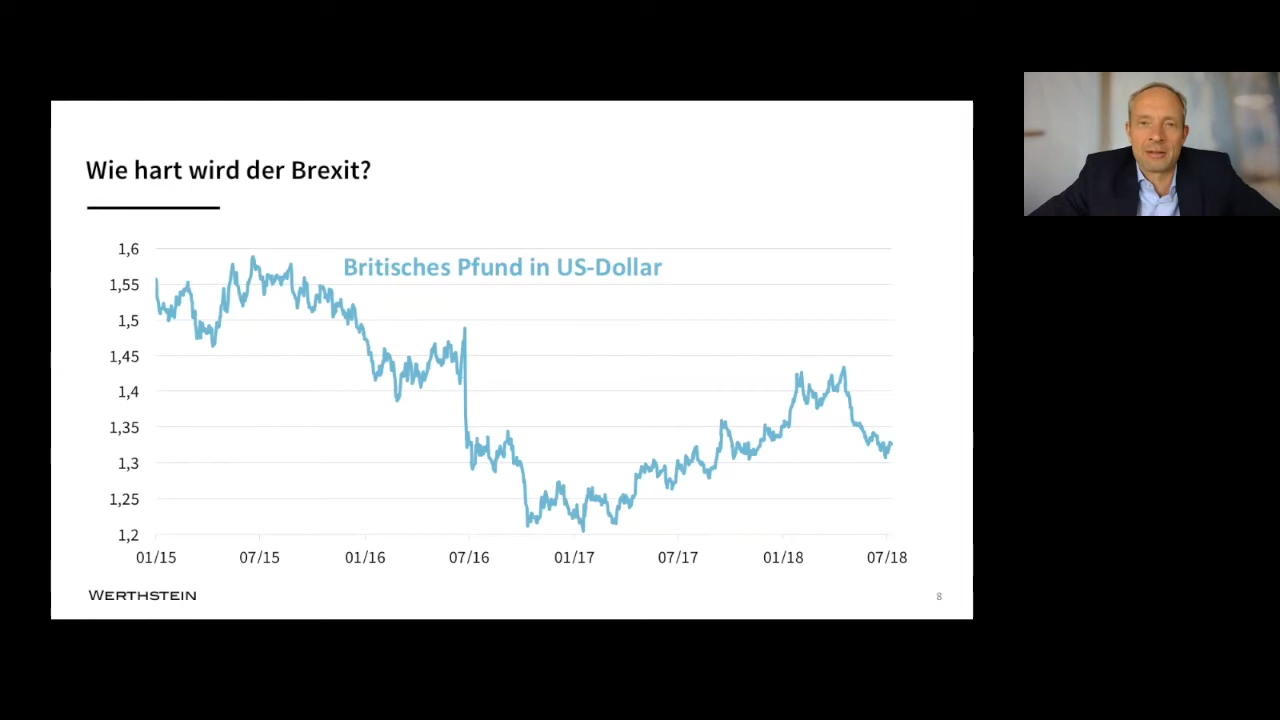 Wie hart wird der Brexit?
Britisches Pfund in US-Dollar
1,6
1,55
1,5
1,45
1,4
1,35
1,3
1,25
1,2
01/15 07/15 01/16 07/16 01/17 07/17 01/18 07/18
WERTHSTEIN 8